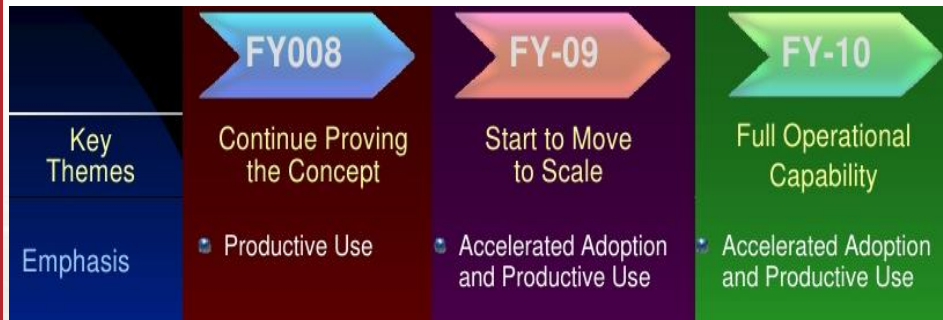 FY008
FY-09
FY-10
Key
Themes
Continue Proving
the Concept
Start to Move
to Scale
Full Operational
Capability
Emphasis
Productive Use
Accelerated Adoption
and Productive Use
Accelerated Adoption
and Productive Use